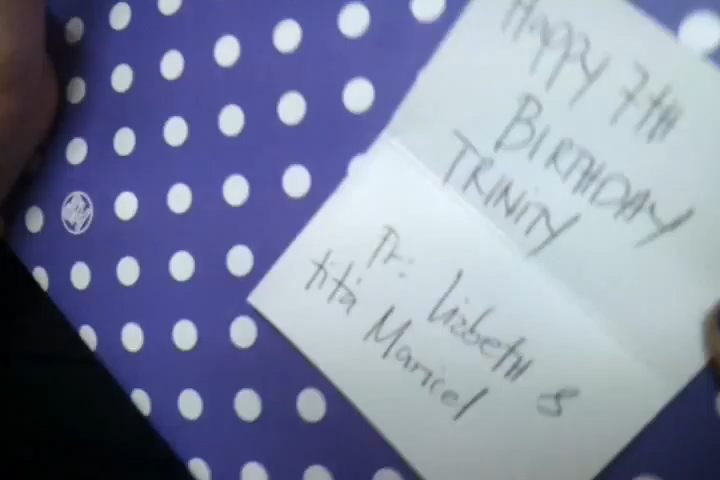 Happy 7TH
BIRTHDAY
TRINITY
Fr: Lizbeth &
tita Maricel